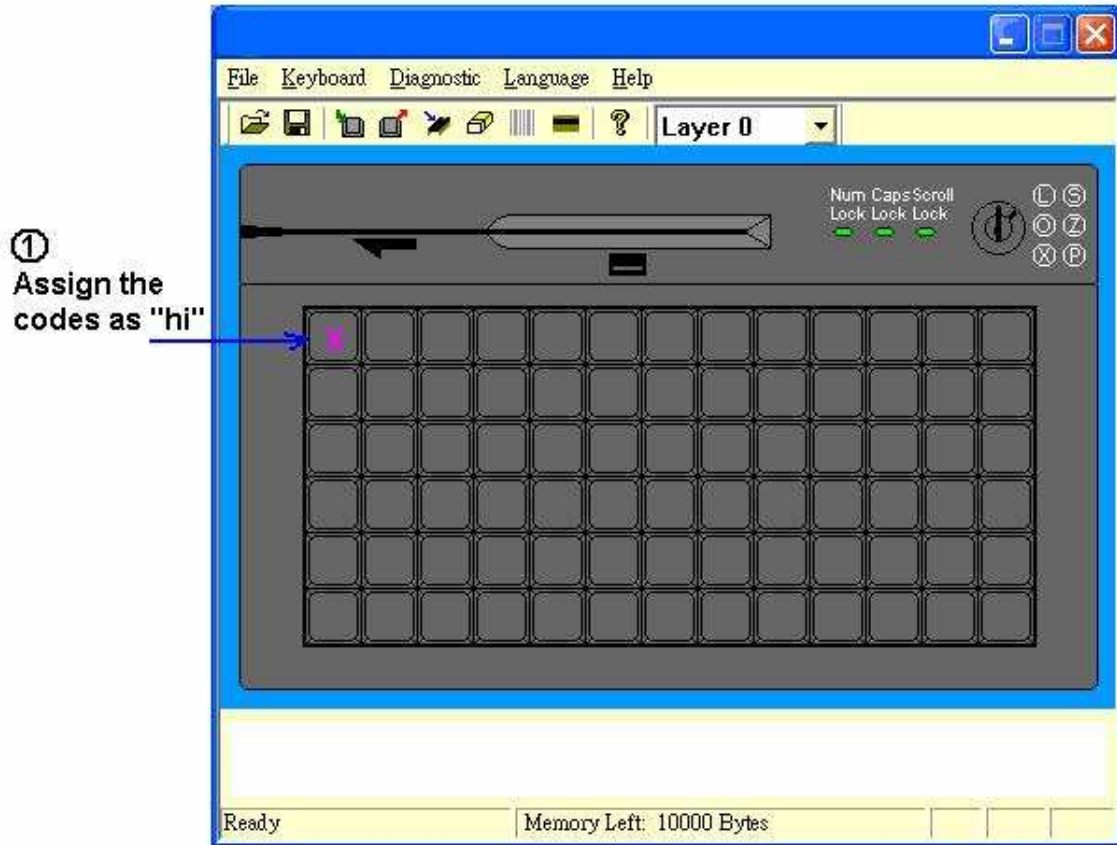 File Keyboard Diagnostic Language Help
Layer 0
Num Caps Scroll
Lock Lock Lock
L S
O Z
X P
①
Assign the
codes as "hi"
X
Ready Memory Left: 10000 Bytes